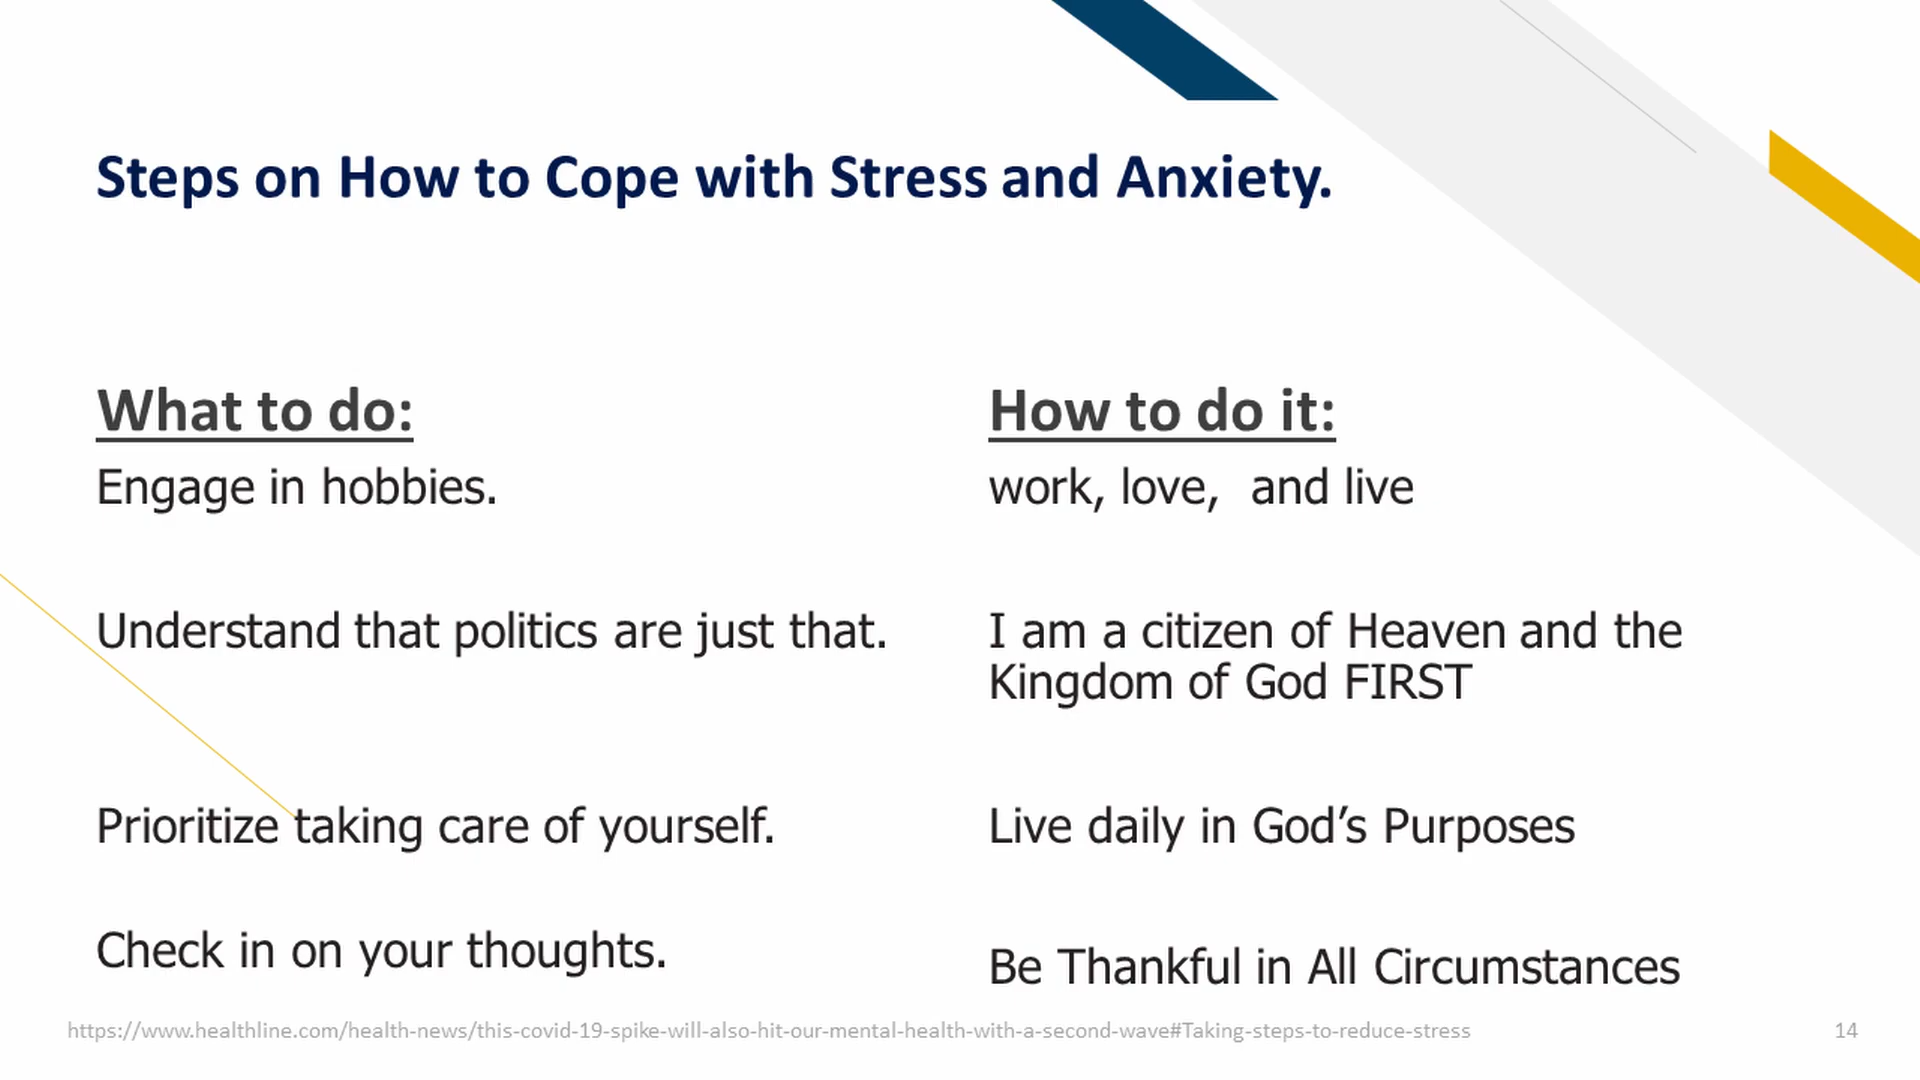 Steps on How to Cope with Stress and Anxiety.
What to do:
Engage in hobbies.
Understand that politics are just that.
Prioritize taking care of yourself.
Check in on your thoughts.
How to do it:
work, love,  and live
I am a citizen of Heaven and the
Kingdom of God FIRST
Live daily in God’s Purposes
Be Thankful in All Circumstances
https://www.healthline.com/health-news/this-covid-19-spike-will-also-hit-our-mental-health-with-a-second-wave#Taking-steps-to-reduce-stress
14